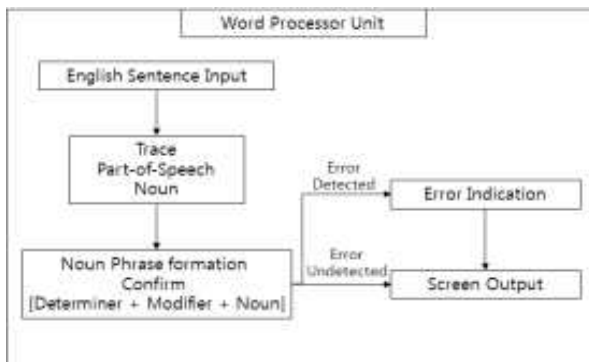 Word Processor Unit
English Sentence Input
Trace
Part-of-Speech
Noun
Error
Detected
Error Indication
Noun Phrase formation
Confirm
[Determiner + Modifier + Noun]
Error
Undetected
Screen Output